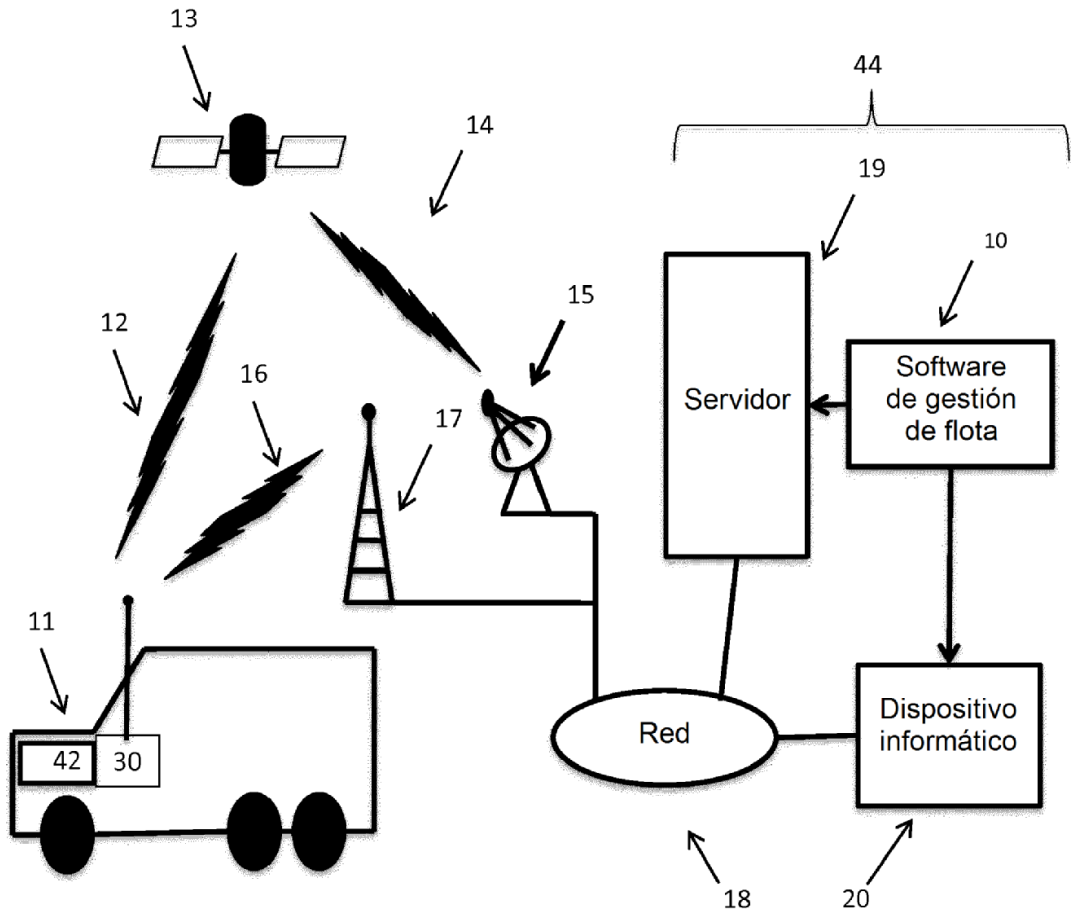 13
44
14
19
10
12
15
16
17
Servidor
Software
de gestión
de flota
11
42
30
Red
Dispositivo
informático
18
20